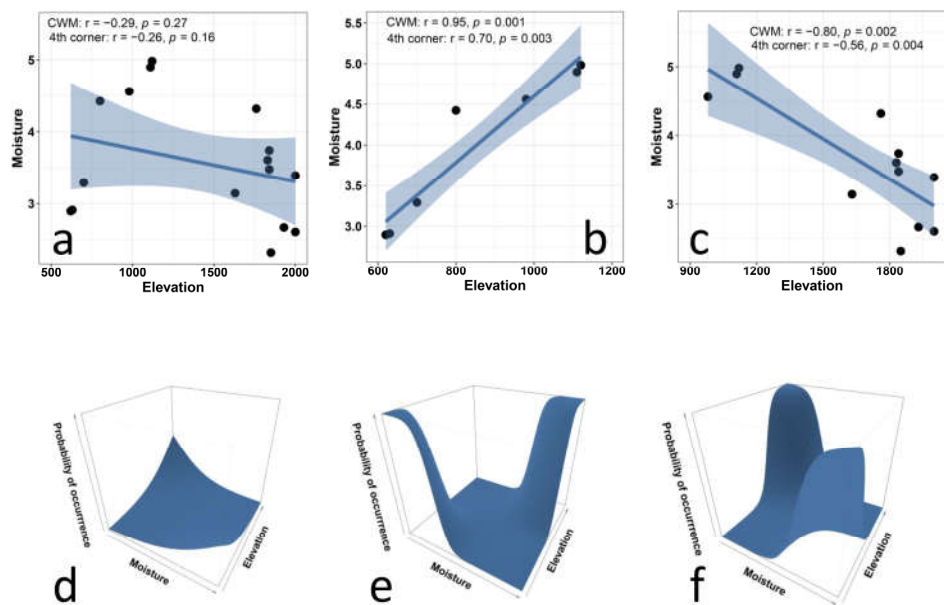 CWM: r = −0.29, p = 0.27
4th corner: r = −0.26, p = 0.16
Moisture
5
4
3
a
500
1000
1500
2000
Elevation
CWM: r = 0.95, p = 0.001
4th corner: r = 0.70, p = 0.003
Moisture
5.5
5.0
4.5
4.0
3.5
3.0
b
600
800
1000
1200
Elevation
CWM: r = −0.80, p = 0.002
4th corner: r = −0.56, p = 0.004
Moisture
5
4
3
c
900
1200
1500
1800
Elevation
Probability of occurrrence
Moisture
Elevation
d
Probability of occurrrence
Moisture
Elevation
e
Probability of occurrrence
Moisture
Elevation
f